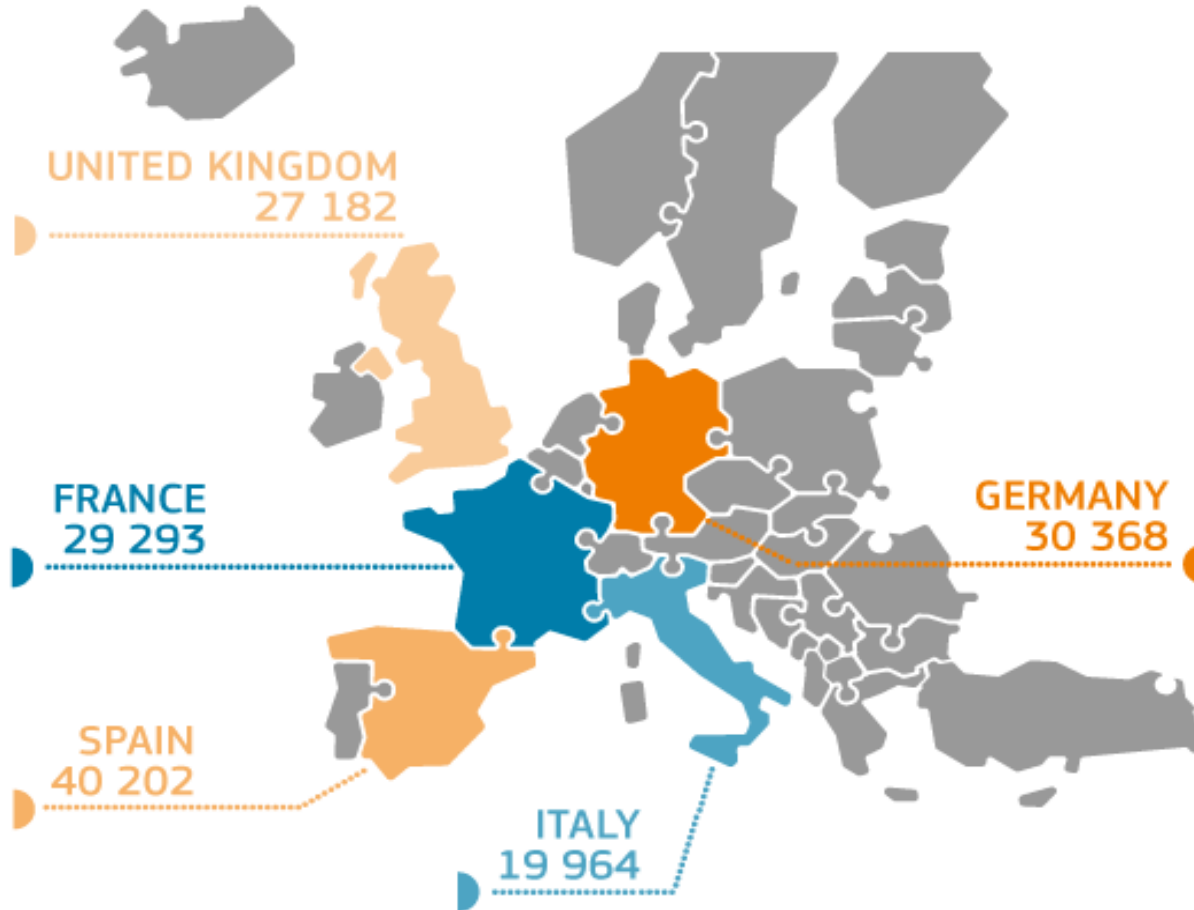 UNITED KINGDOM
27 182
FRANCE
29 293
GERMANY
30 368
SPAIN
40 202
ITALY
19 964